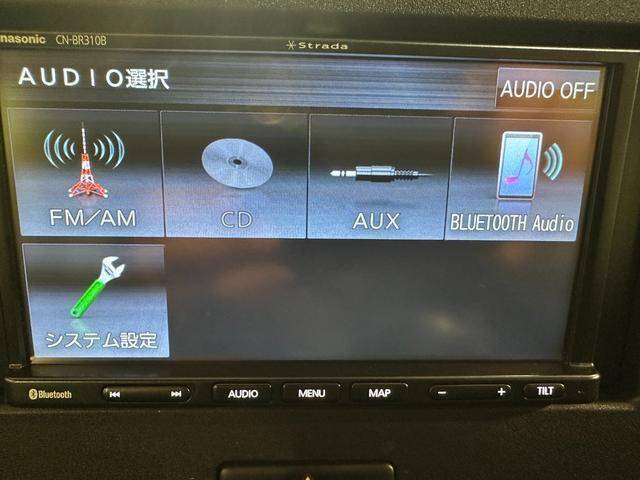 nasonic CN-BR310B
Strada
AUDIO選択
AUDIO OFF
FM/AM
CD
AUX
BLUETOOTH Audio
システム設定
Bluetooth
AUDIO
MENU
MAP
− +
TILT